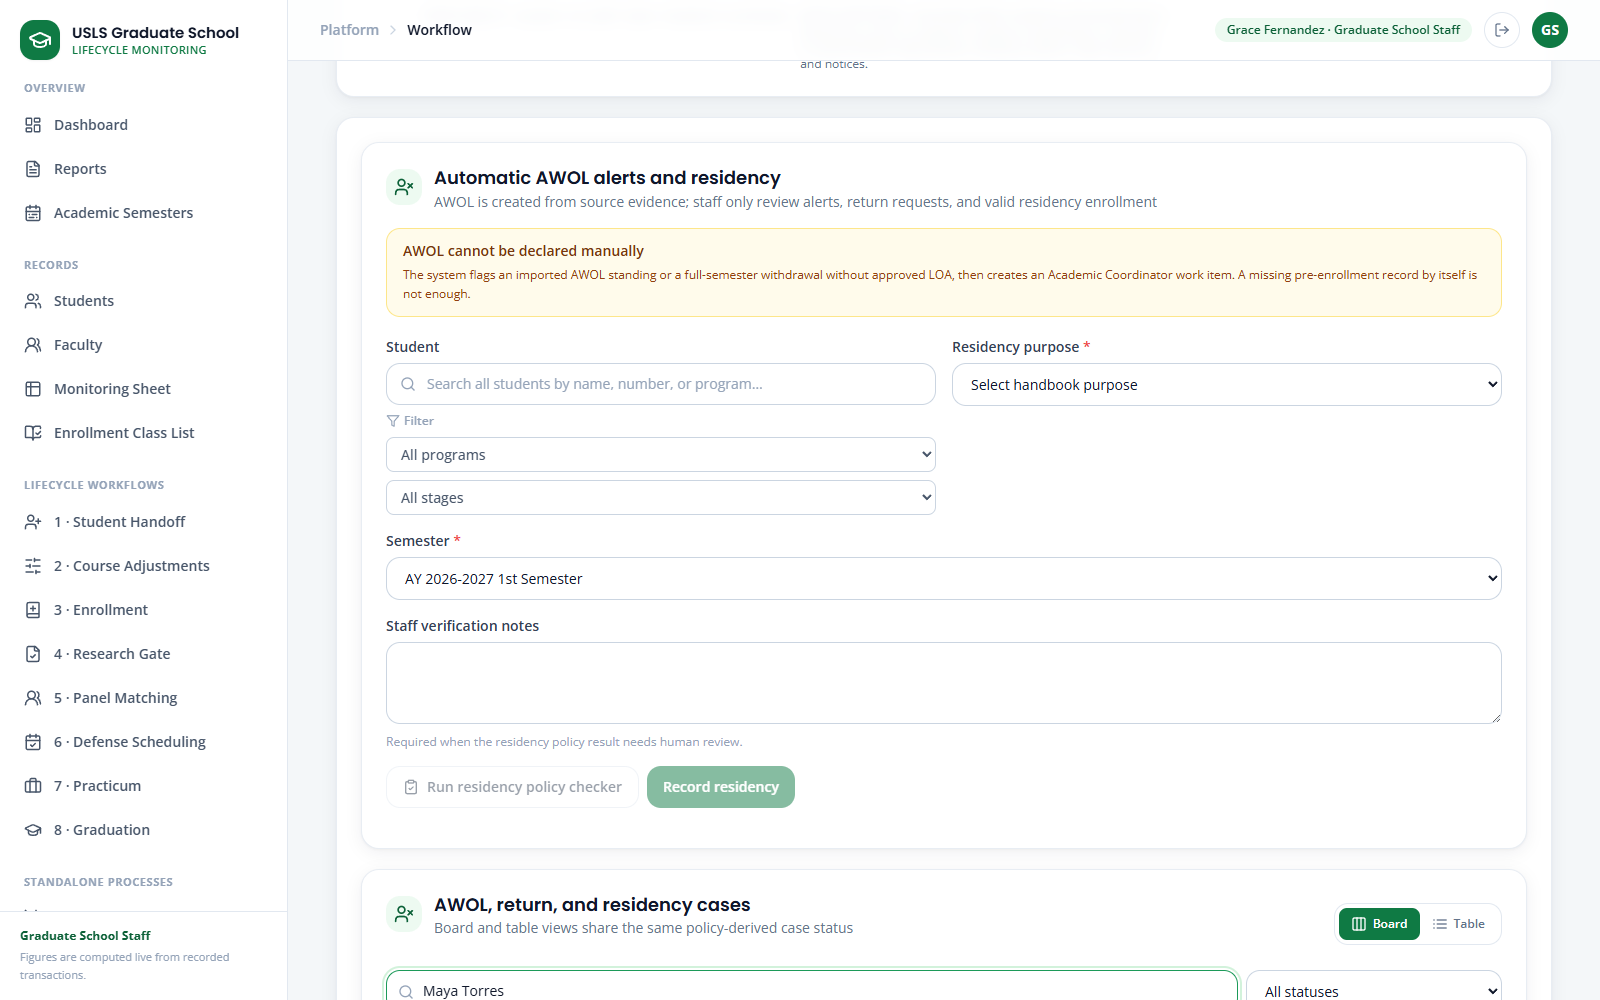 USLS Graduate School
LIFECYCLE MONITORING
OVERVIEW
Dashboard
Reports
Academic Semesters
RECORDS
Students
Faculty
Monitoring Sheet
Enrollment Class List
LIFECYCLE WORKFLOWS
1 · Student Handoff
2 · Course Adjustments
3 · Enrollment
4 · Research Gate
5 · Panel Matching
6 · Defense Scheduling
7 · Practicum
8 · Graduation
STANDALONE PROCESSES
Graduate School Staff
Figures are computed live from recorded
transactions.
Platform
Workflow
Grace Fernandez · Graduate School Staff
GS
and notices.
Automatic AWOL alerts and residency
AWOL is created from source evidence; staff only review alerts, return requests, and valid residency enrollment
AWOL cannot be declared manually
The system flags an imported AWOL standing or a full-semester withdrawal without approved LOA, then creates an Academic Coordinator work item. A missing pre-enrollment record by itself is
not enough.
Student
Search all students by name, number, or program...
Filter
All programs
All stages
Residency purpose *
Select handbook purpose
Semester *
AY 2026-2027 1st Semester
Staff verification notes
Required when the residency policy result needs human review.
Run residency policy checker
Record residency
AWOL, return, and residency cases
Board and table views share the same policy-derived case status
Board
Table
Maya Torres
All statuses